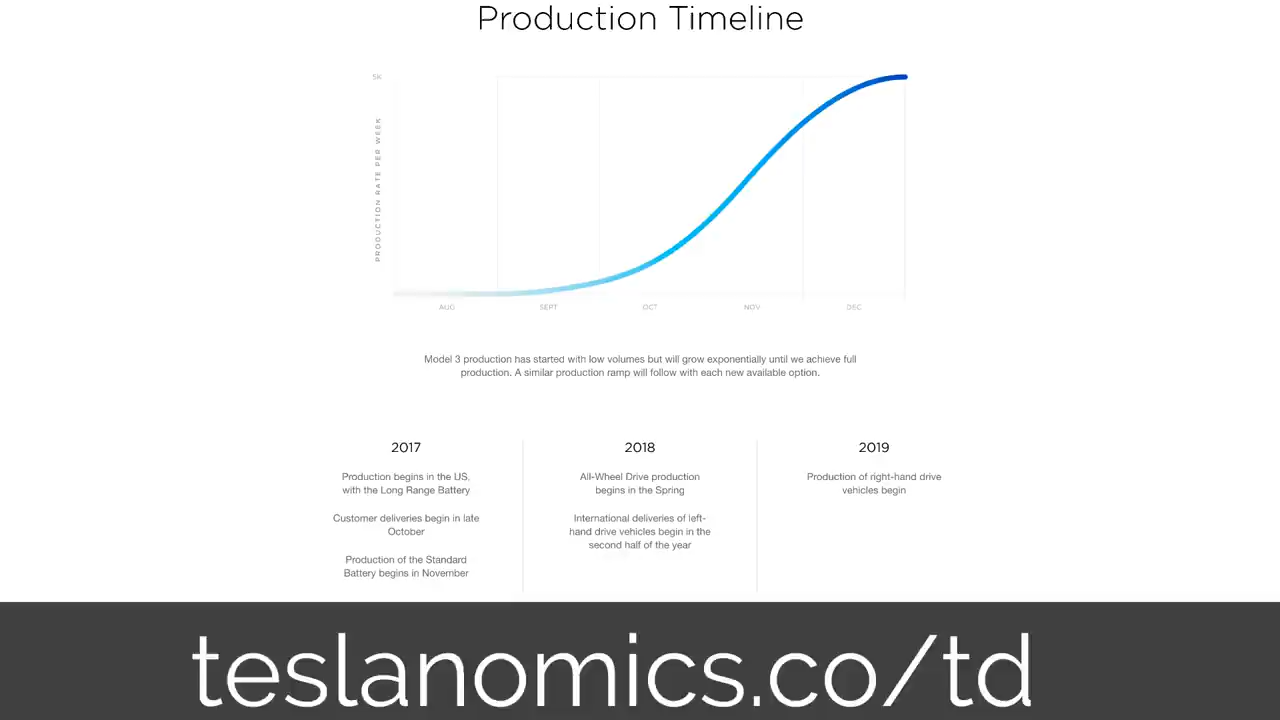 Production Timeline
5K
PRODUCTION RATE PER WEEK
AUG SEPT OCT NOV DEC
Model 3 production has started with low volumes but will grow exponentially until we achieve full
production. A similar production ramp will follow with each new available option.
2017
Production begins in the US,
with the Long Range Battery
Customer deliveries begin in late
October
Production of the Standard
Battery begins in November
2018
All-Wheel Drive production
begins in the Spring
International deliveries of left-
hand drive vehicles begin in the
second half of the year
2019
Production of right-hand drive
vehicles begin
teslanomics.co/td